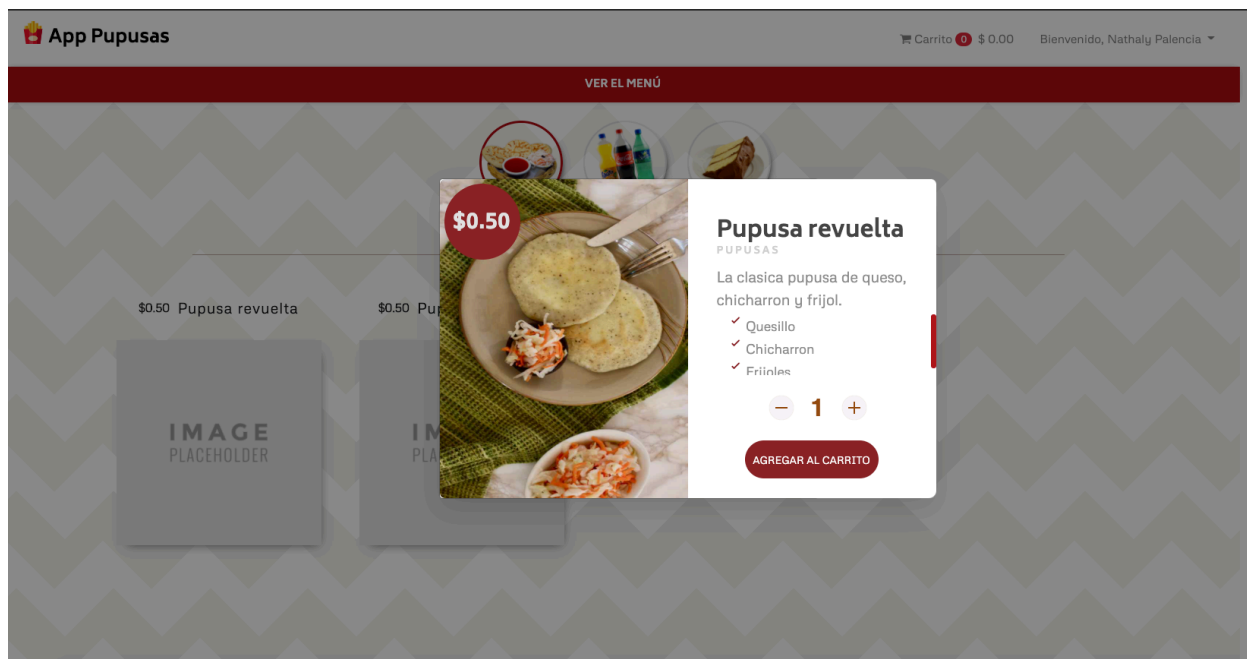 App Pupusas
Carrito 0 $ 0.00 Bienvenido, Nathaly Palencia
VER EL MENÚ
$0.50
Pupusa revuelta
PUPUSAS
La clasica pupusa de queso,
chicharron y frijol.
Quesillo
Chicharron
Frijoles
1
AGREGAR AL CARRITO
$0.50 Pupusa revuelta
$0.50
IMAGE
PLACEHOLDER